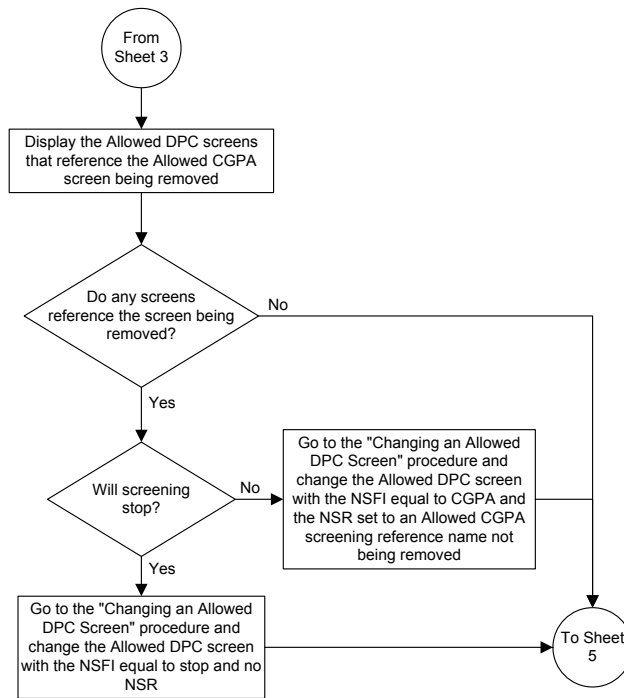 From
Sheet 3
Display the Allowed DPC screens
that reference the Allowed CGPA
screen being removed
Do any screens
reference the screen being
removed?
No
Yes
Will screening
stop?
No
Go to the "Changing an Allowed
DPC Screen" procedure and
change the Allowed DPC screen
with the NSFI equal to CGPA and
the NSR set to an Allowed CGPA
screening reference name not
being removed
Yes
Go to the "Changing an Allowed
DPC Screen" procedure and
change the Allowed DPC screen
with the NSFI equal to stop and no
NSR
To Sheet
5